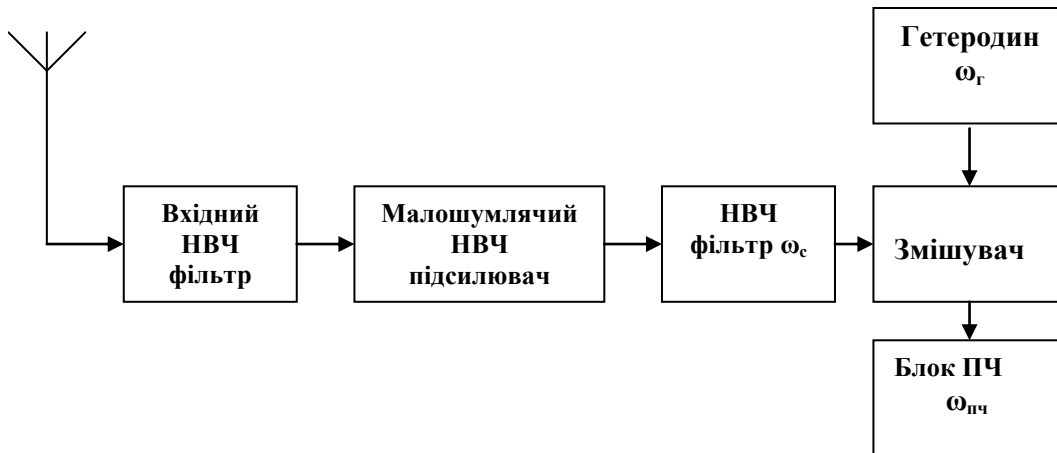 Гетеродин
ωг
Вхідний
НВЧ
фільтр
Малошумлячий
НВЧ
підсилювач
НВЧ
фільтр ωс
Змішувач
Блок ПЧ
ωпч